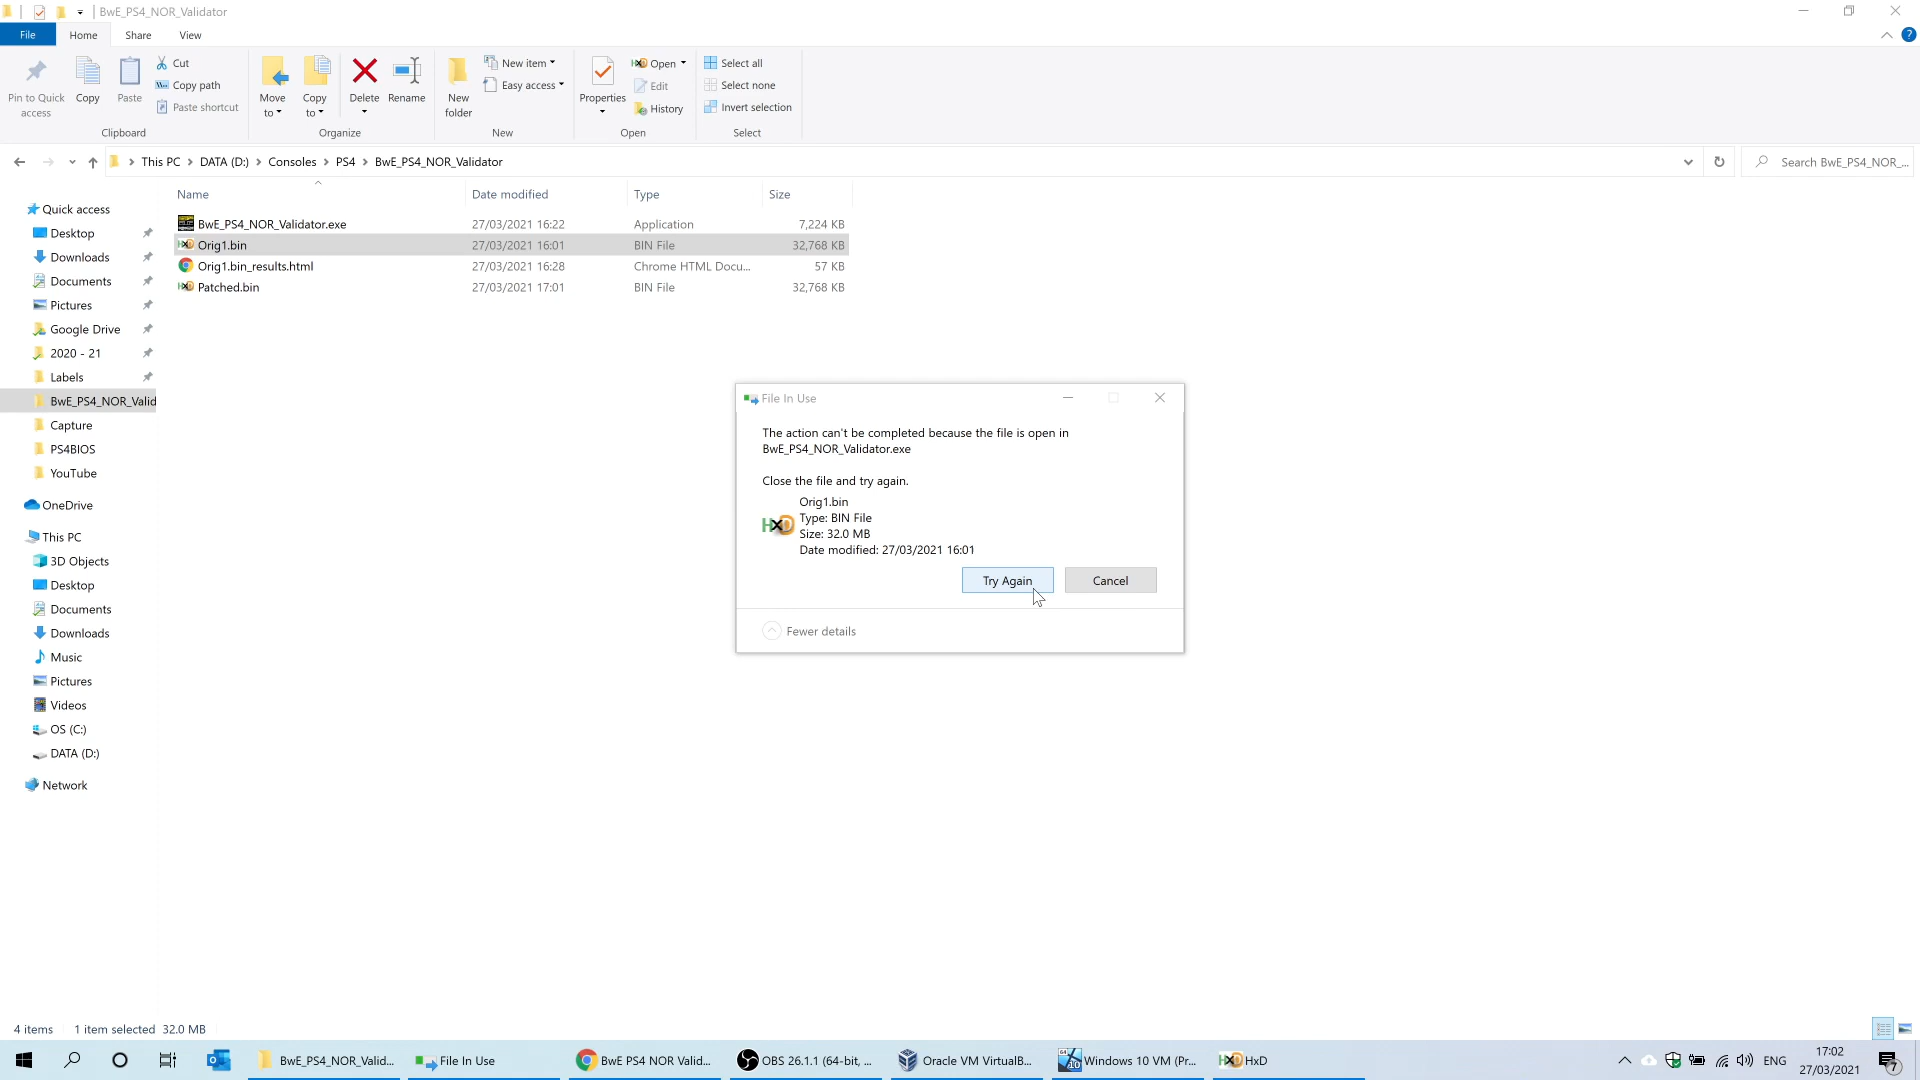 BwE_PS4_NOR_Validator
File
Home
Share
View
Pin to Quick access
Copy
Paste
Cut
Copy path
Paste shortcut
Clipboard
Move to
Copy to
Delete
Rename
Organize
New folder
New item
Easy access
New
Properties
Open
Edit
History
Open
Select all
Select none
Invert selection
Select
This PC
DATA (D:)
Consoles
PS4
BwE_PS4_NOR_Validator
Search BwE_PS4_NOR_...
Name
Date modified
Type
Size
BwE_PS4_NOR_Validator.exe 27/03/2021 16:22 Application 7,224 KB
Orig1.bin 27/03/2021 16:01 BIN File 32,768 KB
Orig1.bin_results.html 27/03/2021 16:28 Chrome HTML Docu... 57 KB
Patched.bin 27/03/2021 17:01 BIN File 32,768 KB
Quick access
Desktop
Downloads
Documents
Pictures
Google Drive
2020 - 21
Labels
BwE_PS4_NOR_Valid
Capture
PS4BIOS
YouTube
OneDrive
This PC
3D Objects
Desktop
Documents
Downloads
Music
Pictures
Videos
OS (C:)
DATA (D:)
Network
File In Use
The action can't be completed because the file is open in
BwE_PS4_NOR_Validator.exe
Close the file and try again.
HxD
Orig1.bin
Type: BIN File
Size: 32.0 MB
Date modified: 27/03/2021 16:01
Try Again
Cancel
Fewer details
4 items
1 item selected 32.0 MB
BwE_PS4_NOR_Valid...
File In Use
BwE PS4 NOR Valid...
OBS 26.1.1 (64-bit, ...
Oracle VM VirtualB...
Windows 10 VM (Pr...
HxD
ENG
17:02
27/03/2021
7